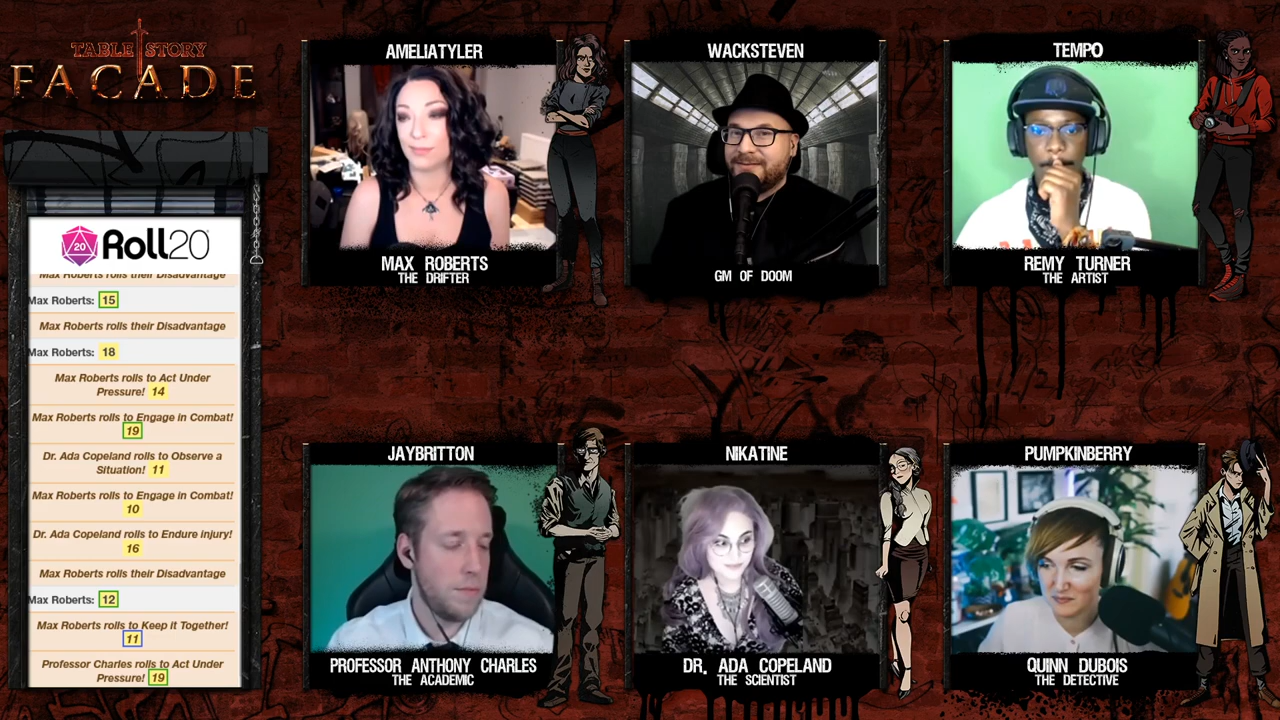 TABLE STORY
FACADE
Roll20
20
Max Roberts rolls their Disadvantage
Max Roberts: 15
Max Roberts rolls their Disadvantage
Max Roberts: 18
Max Roberts rolls to Act Under
Pressure! 14
Max Roberts rolls to Engage in Combat!
19
Dr. Ada Copeland rolls to Observe a
Situation! 11
Max Roberts rolls to Engage in Combat!
10
Dr. Ada Copeland rolls to Endure injury!
16
Max Roberts rolls their Disadvantage
Max Roberts: 12
Max Roberts rolls to Keep it Together!
11
Professor Charles rolls to Act Under
Pressure! 19
AMELIATYLER
MAX ROBERTS
THE DRIFTER
WACKSTEVEN
GM OF DOOM
TEMPO
REMY TURNER
THE ARTIST
JAYBRITTON
PROFESSOR ANTHONY CHARLES
THE ACADEMIC
NIKATINE
DR. ADA COPELAND
THE SCIENTIST
PUMPKINBERRY
QUINN DUBOIS
THE DETECTIVE